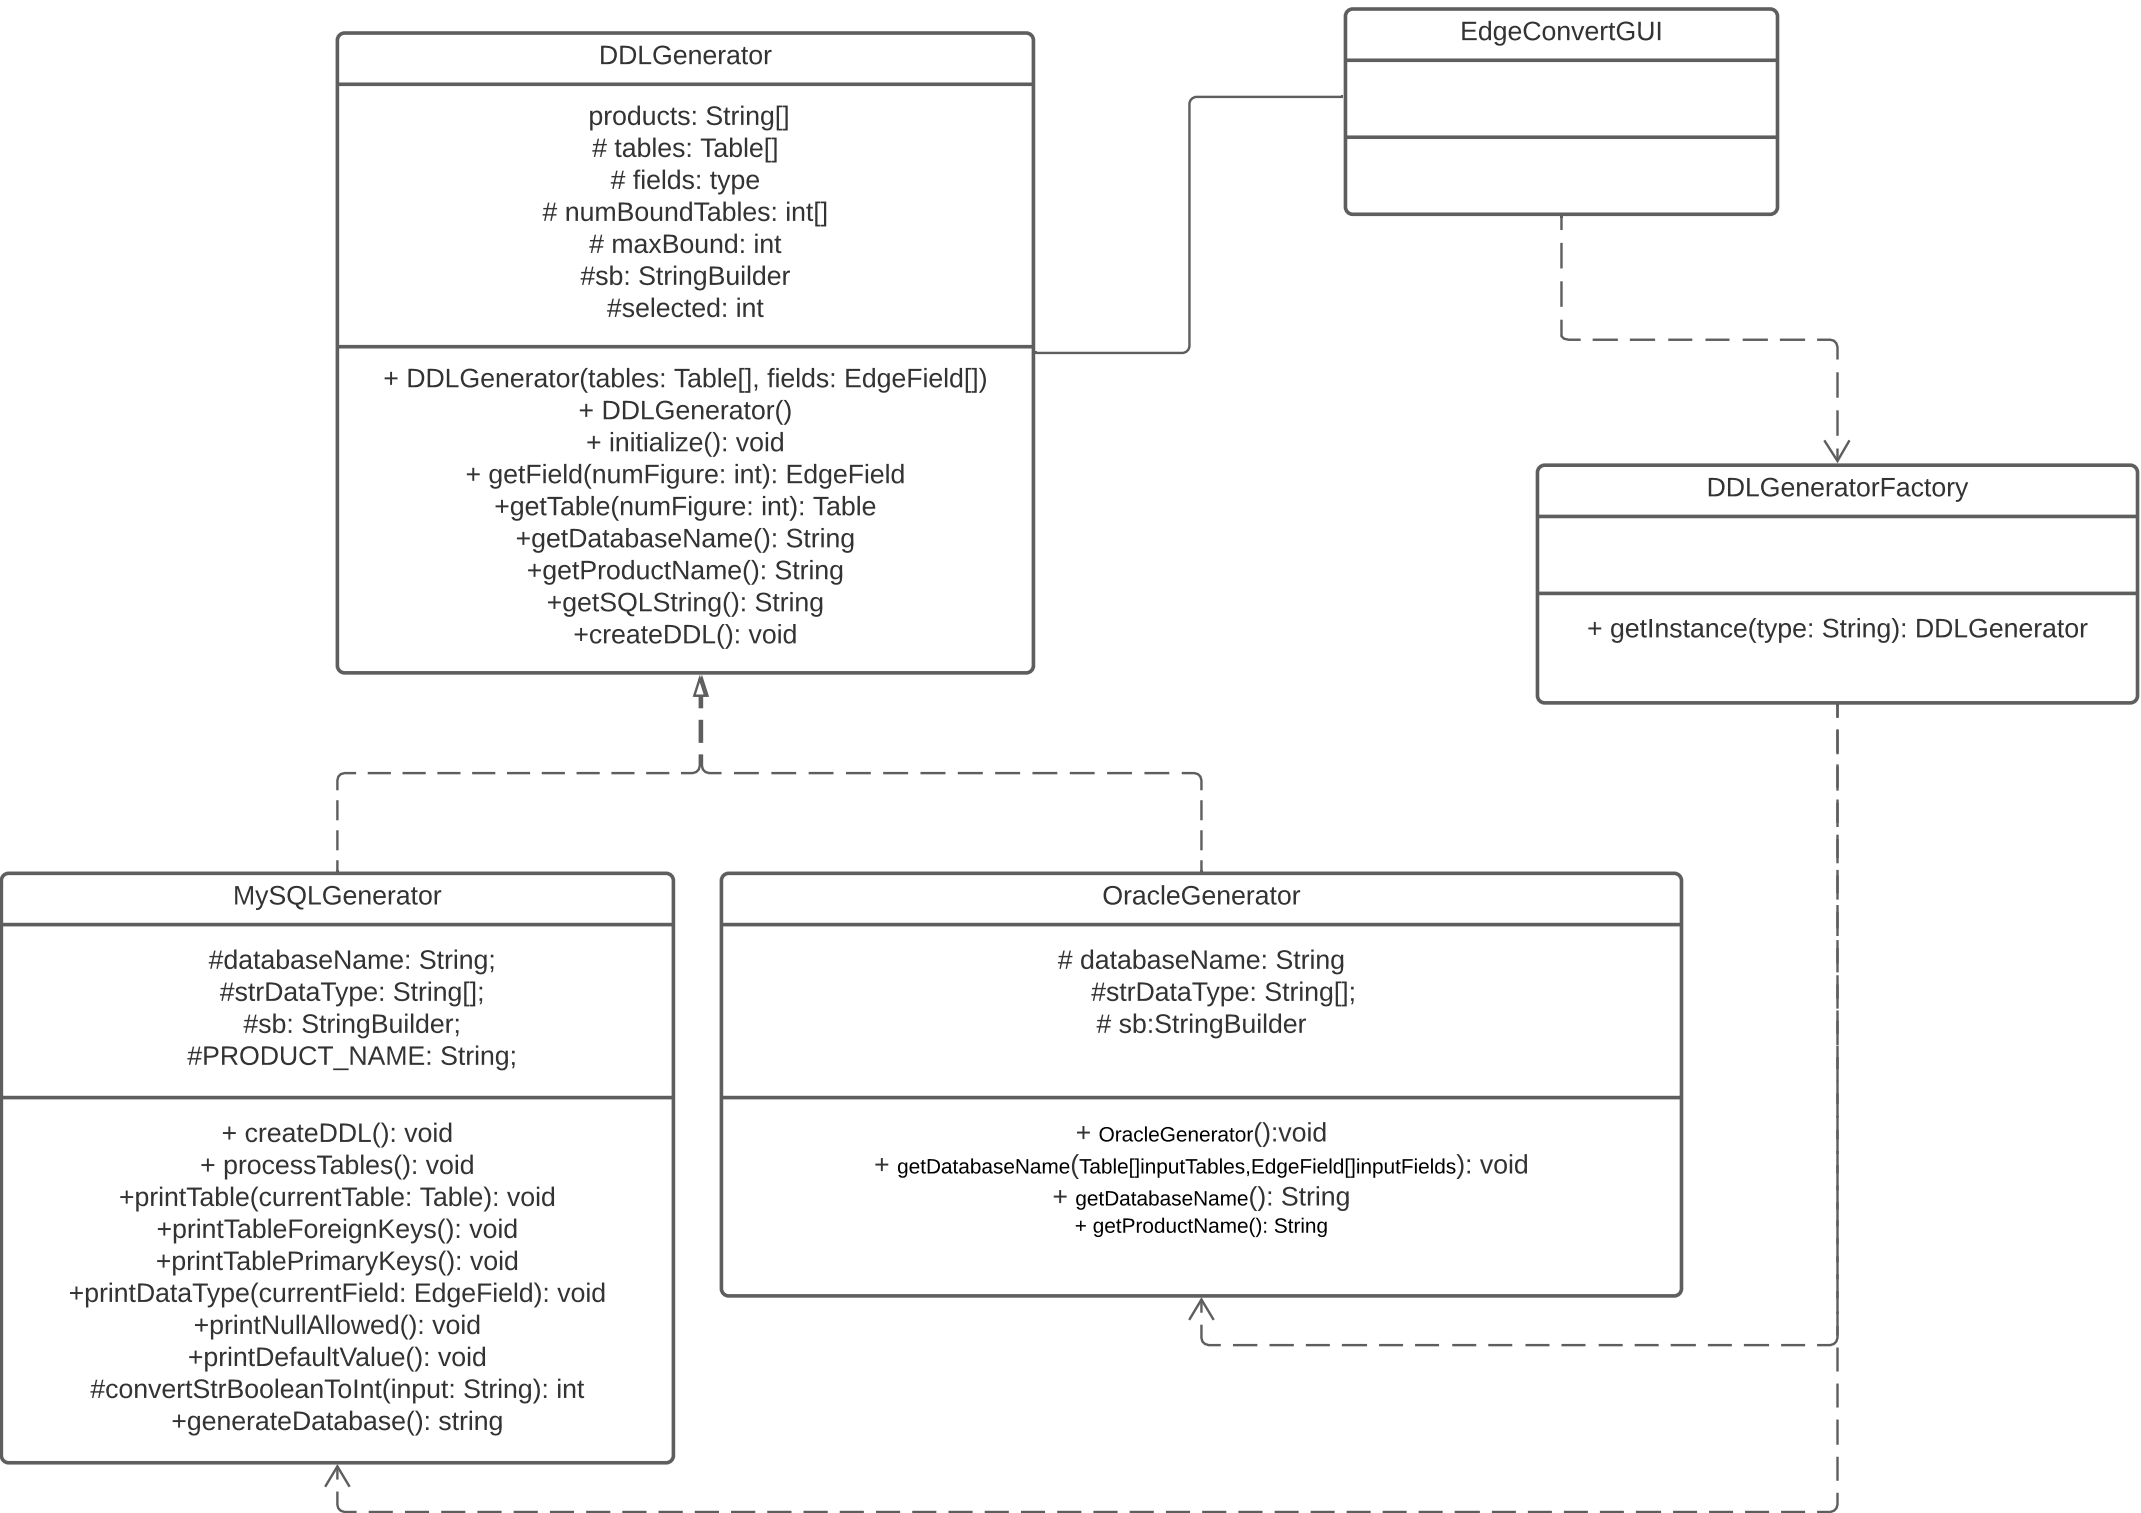 DDLGenerator
products: String[]
# tables: Table[]
# fields: type
# numBoundTables: int[]
# maxBound: int
#sb: StringBuilder
#selected: int
+ DDLGenerator(tables: Table[], fields: EdgeField[])
+ DDLGenerator()
+ initialize(): void
+ getField(numFigure: int): EdgeField
+getTable(numFigure: int): Table
+getDatabaseName(): String
+getProductName(): String
+getSQLString(): String
+createDDL(): void
EdgeConvertGUI
DDLGeneratorFactory
+ getInstance(type: String): DDLGenerator
MySQLGenerator
#databaseName: String;
#strDataType: String[];
#sb: StringBuilder;
#PRODUCT_NAME: String;
+ createDDL(): void
+ processTables(): void
+printTable(currentTable: Table): void
+printTableForeignKeys(): void
+printTablePrimaryKeys(): void
+printDataType(currentField: EdgeField): void
+printNullAllowed(): void
+printDefaultValue(): void
#convertStrBooleanToInt(input: String): int
+generateDatabase(): string
OracleGenerator
# databaseName: String
#strDataType: String[];
# sb:StringBuilder
+ OracleGenerator():void
+ getDatabaseName(Table[]inputTables,EdgeField[]inputFields): void
+ getDatabaseName(): String
+ getProductName(): String